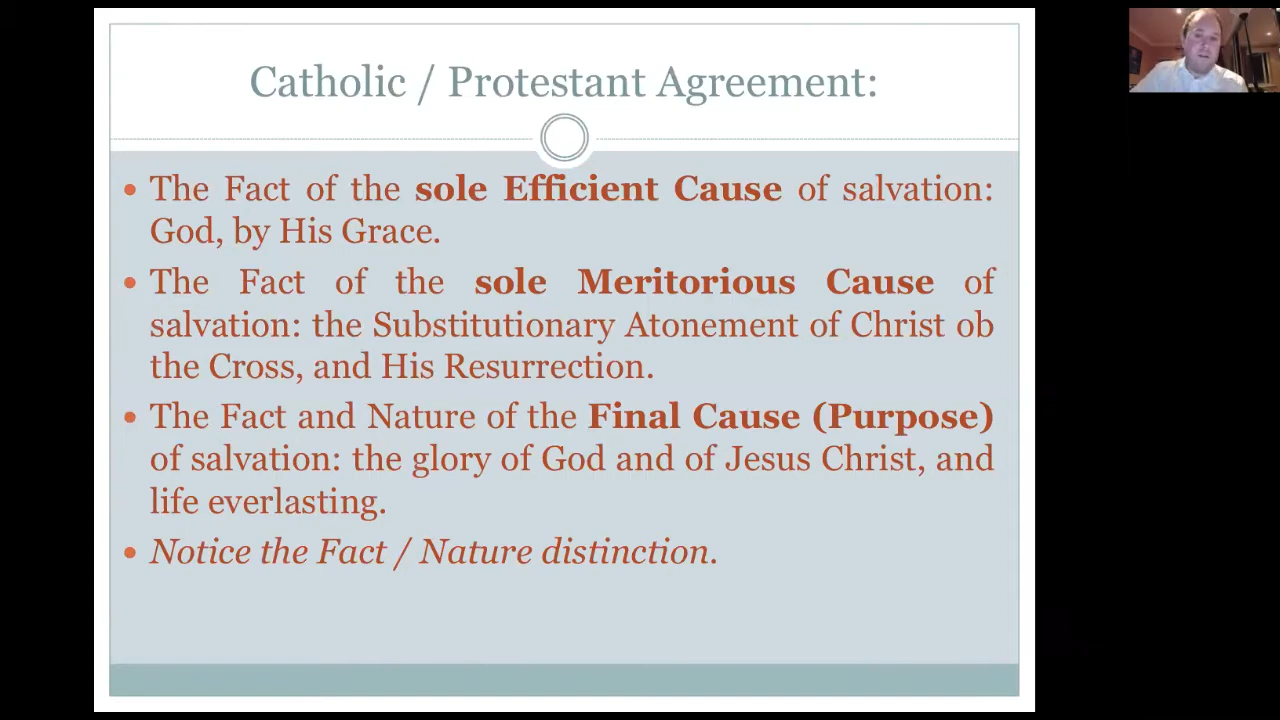 Catholic / Protestant Agreement:
The Fact of the sole Efficient Cause of salvation:
God, by His Grace.
The Fact of the sole Meritorious Cause of
salvation: the Substitutionary Atonement of Christ ob
the Cross, and His Resurrection.
The Fact and Nature of the Final Cause (Purpose)
of salvation: the glory of God and of Jesus Christ, and
life everlasting.
Notice the Fact / Nature distinction.